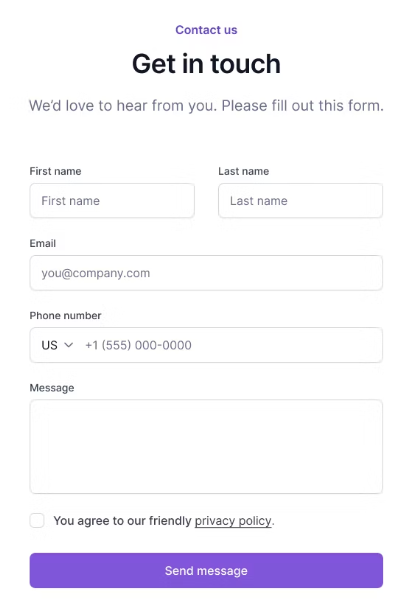 Contact us
Get in touch
We’d love to hear from you. Please fill out this form.
First name
Last name
First name
Last name
Email
you@company.com
Phone number
US
+1 (555) 000-0000
Message
You agree to our friendly privacy policy.
Send message